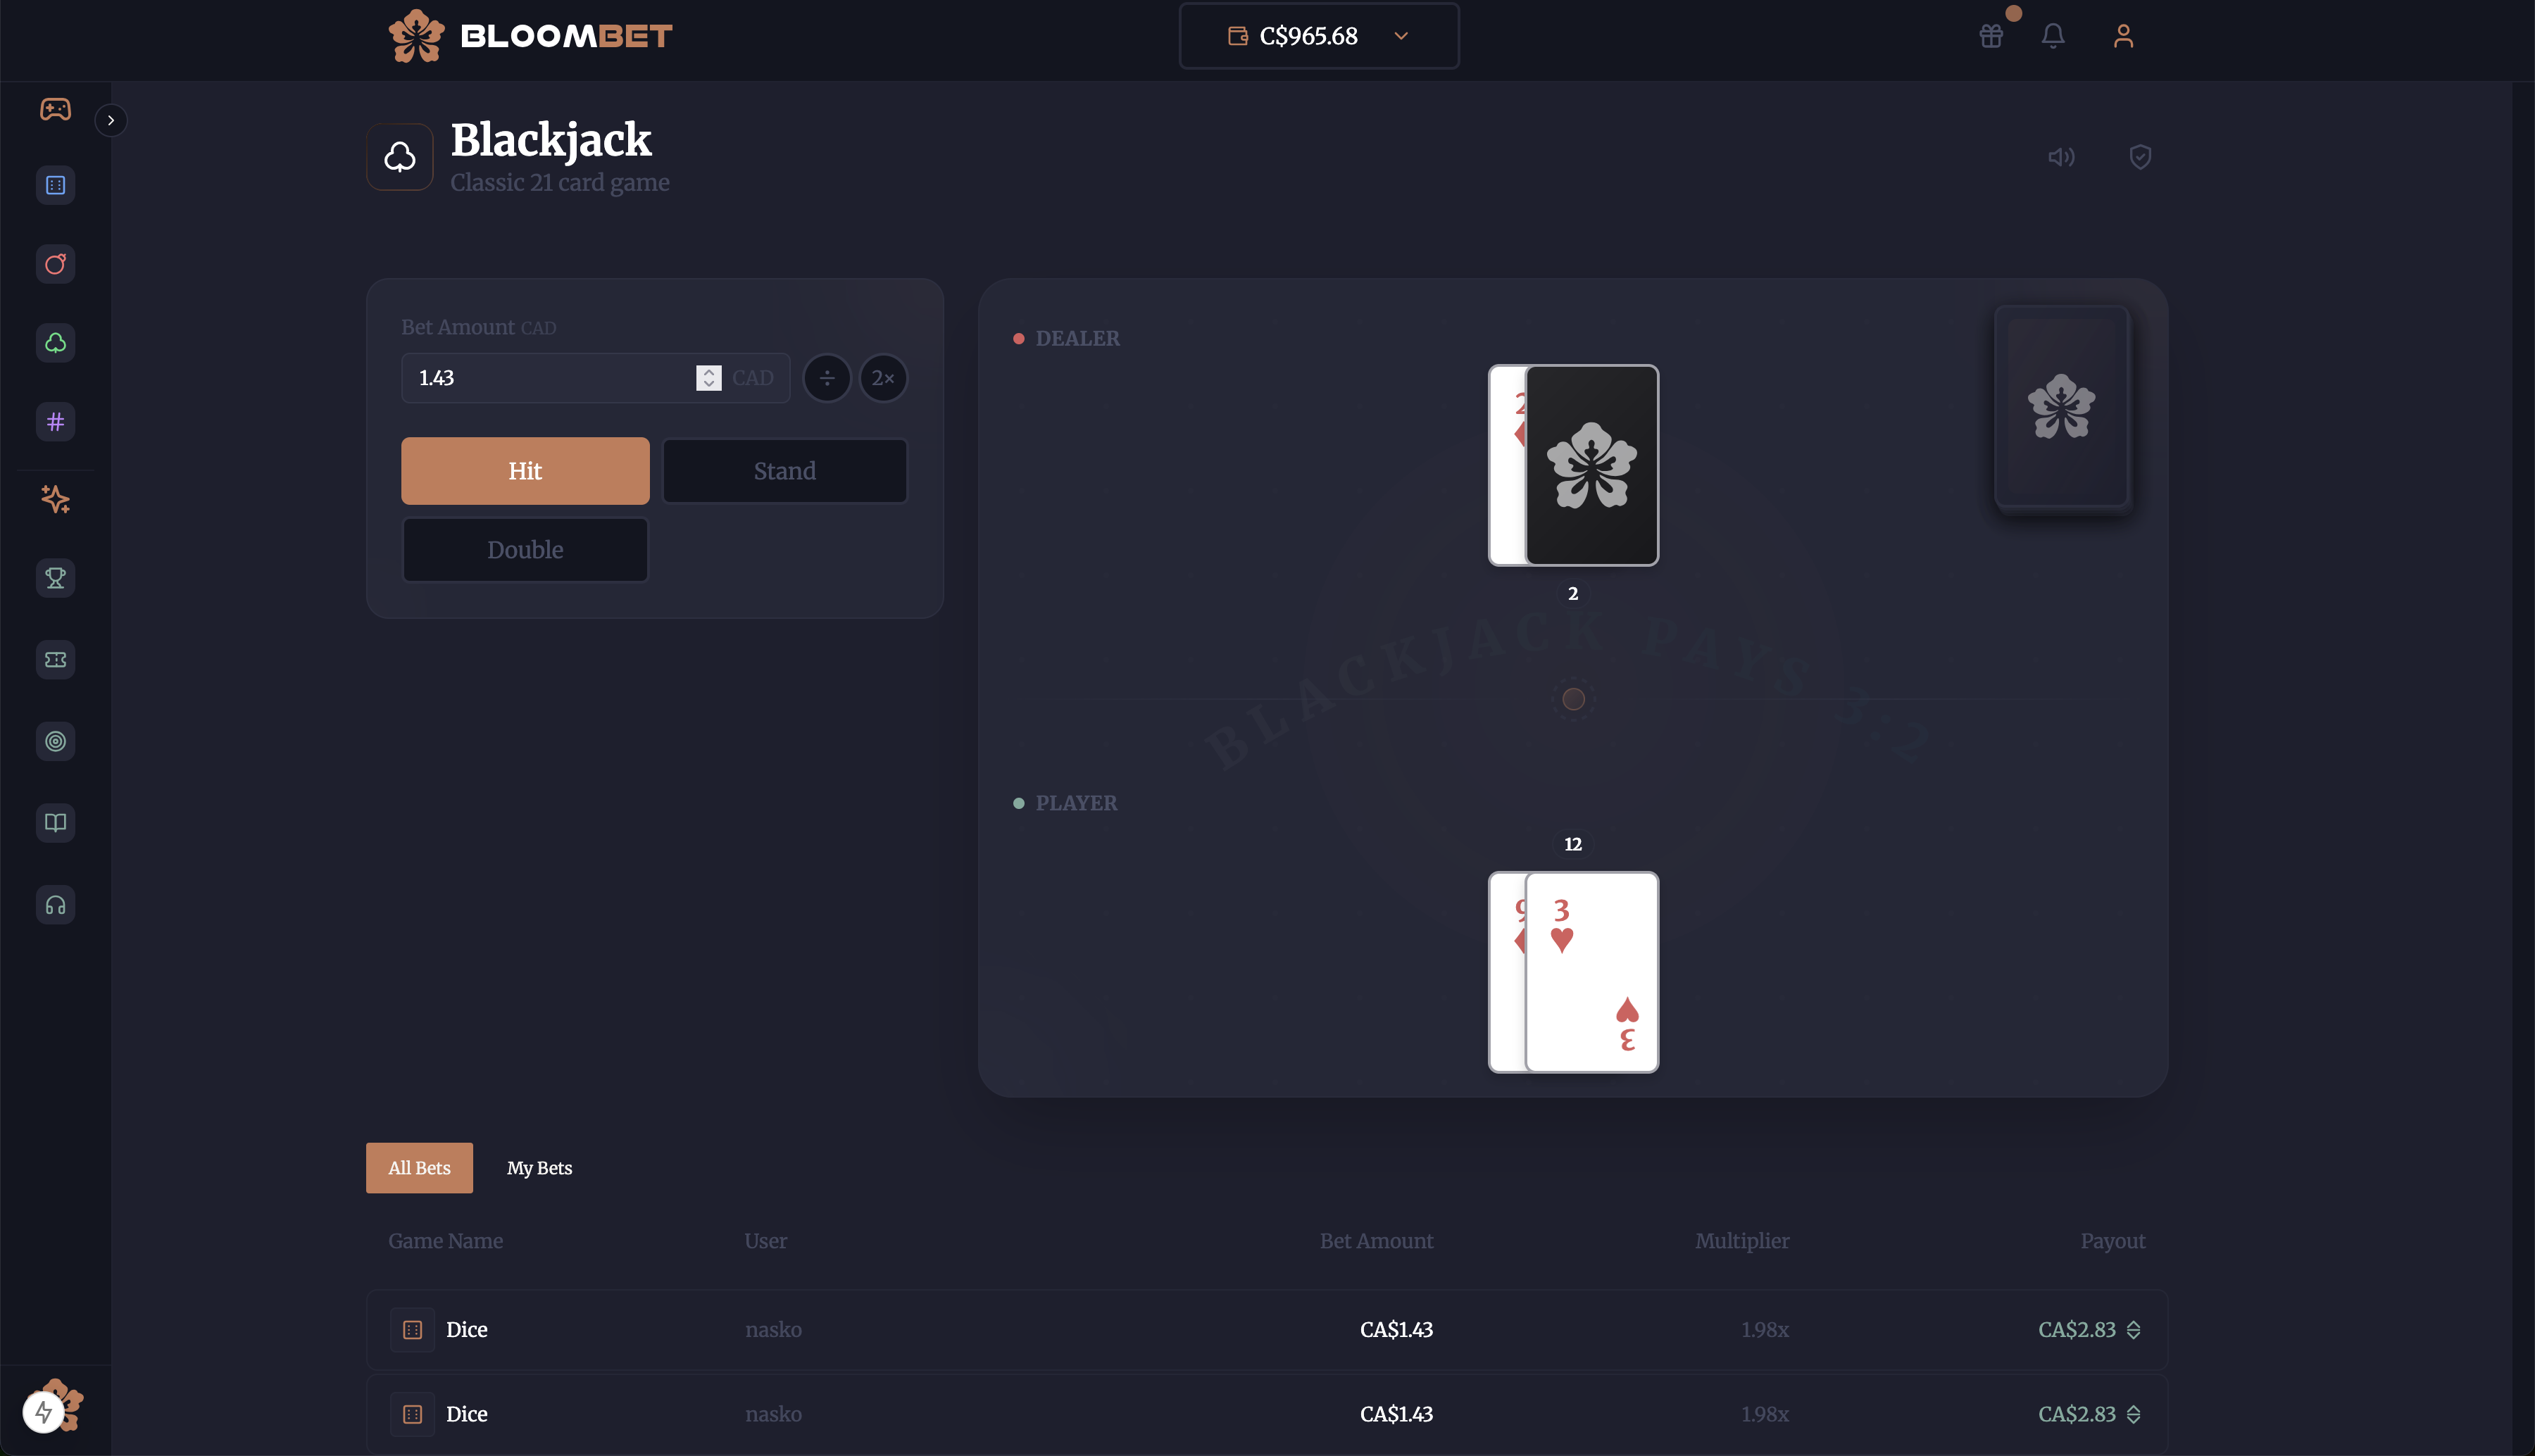 BLOOMBET
C$965.68
Blackjack
Classic 21 card game
Bet Amount CAD
1.43
CAD
÷
2×
Hit
Stand
Double
DEALER
2
2
BLACKJACK PAYS 3:2
PLAYER
12
9
3
3
All Bets
My Bets
Game Name
User
Bet Amount
Multiplier
Payout
Dice
nasko
CA$1.43
1.98x
CA$2.83
Dice
nasko
CA$1.43
1.98x
CA$2.83